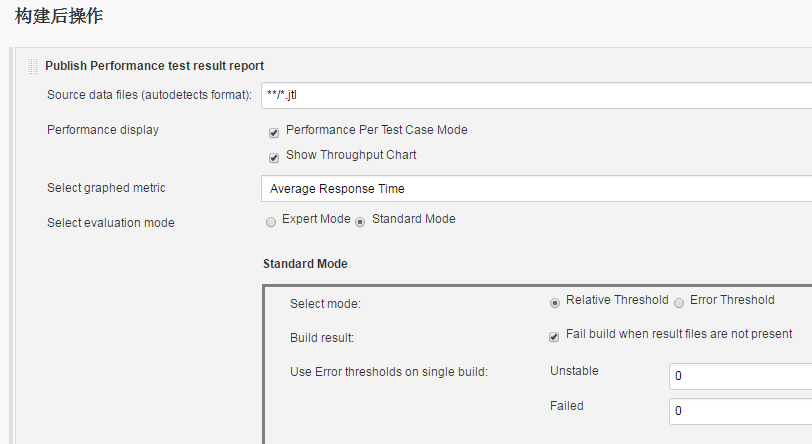 构建后操作
Publish Performance test result report
Source data files (autodetects format): **/*.jtl
Performance display Performance Per Test Case Mode
Show Throughput Chart
Select graphed metric Average Response Time
Select evaluation mode Expert Mode Standard Mode
Standard Mode
Select mode: Relative Threshold Error Threshold
Build result: Fail build when result files are not present
Use Error thresholds on single build: Unstable 0
Failed 0